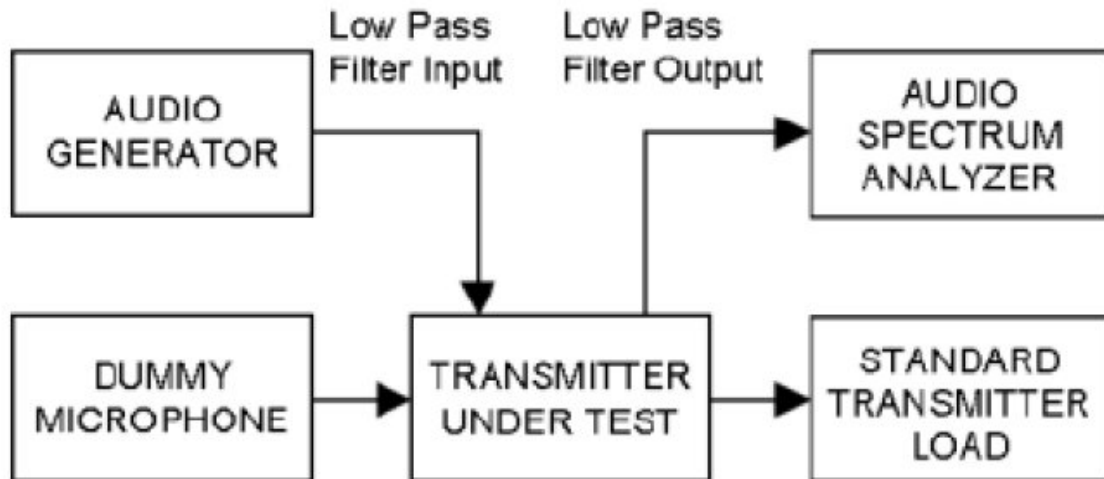 Low Pass
Filter Input
Low Pass
Filter Output
AUDIO
GENERATOR
AUDIO
SPECTRUM
ANALYZER
DUMMY
MICROPHONE
TRANSMITTER
UNDER TEST
STANDARD
TRANSMITTER
LOAD